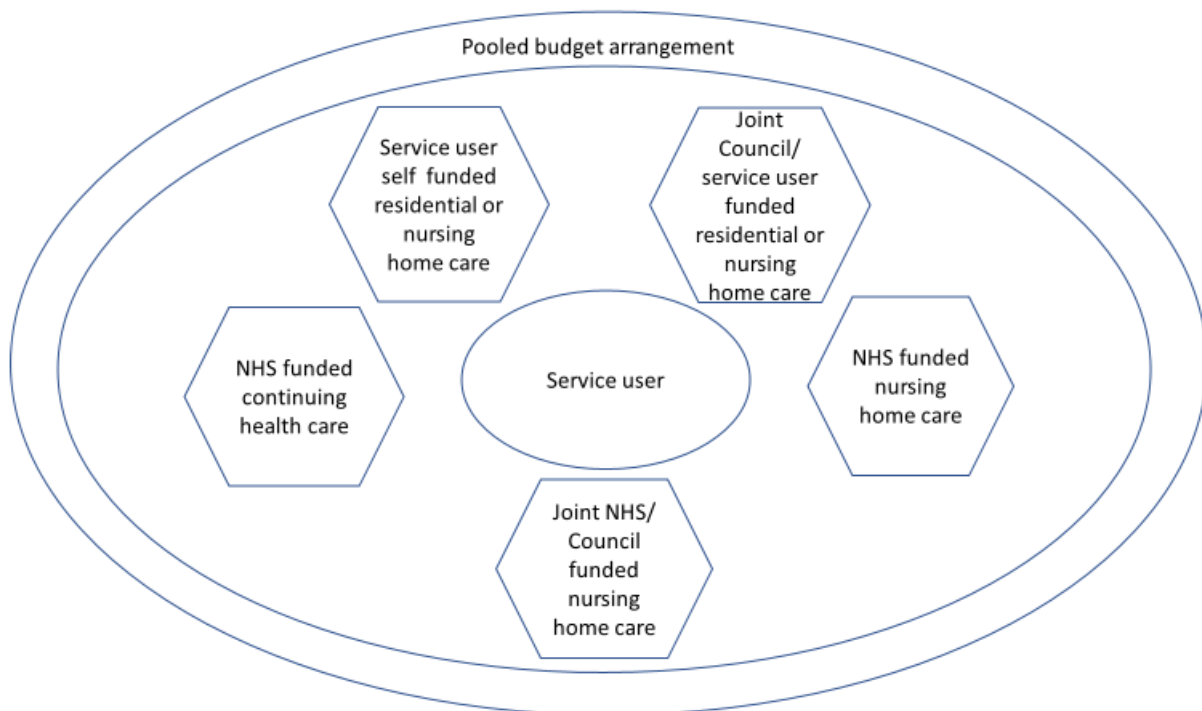 Pooled budget arrangement
Service user
self funded
residential or
nursing
home care
Joint
Council/
service user
funded
residential or
nursing
home care
NHS funded
continuing
health care
Service user
NHS funded
nursing
home care
Joint NHS/
Council
funded
nursing
home care